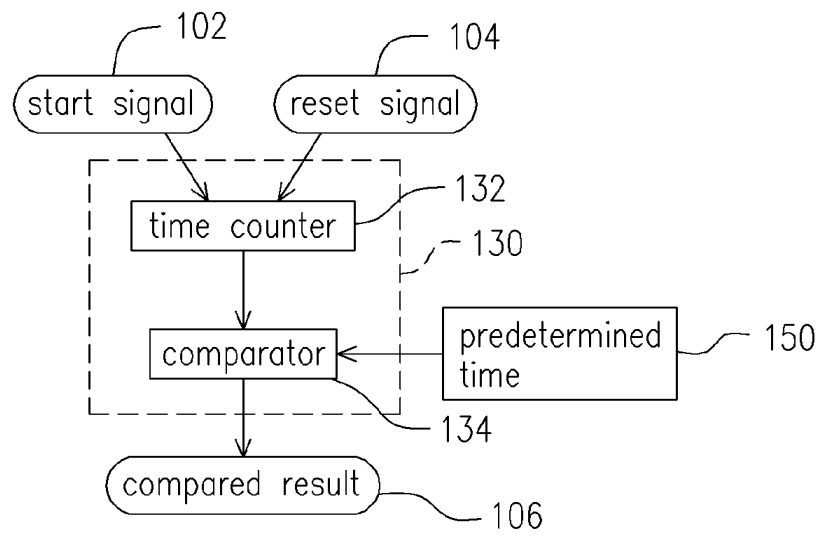 102
104
start signal
reset signal
132
time counter
130
predetermined
time
150
comparator
134
compared result
106